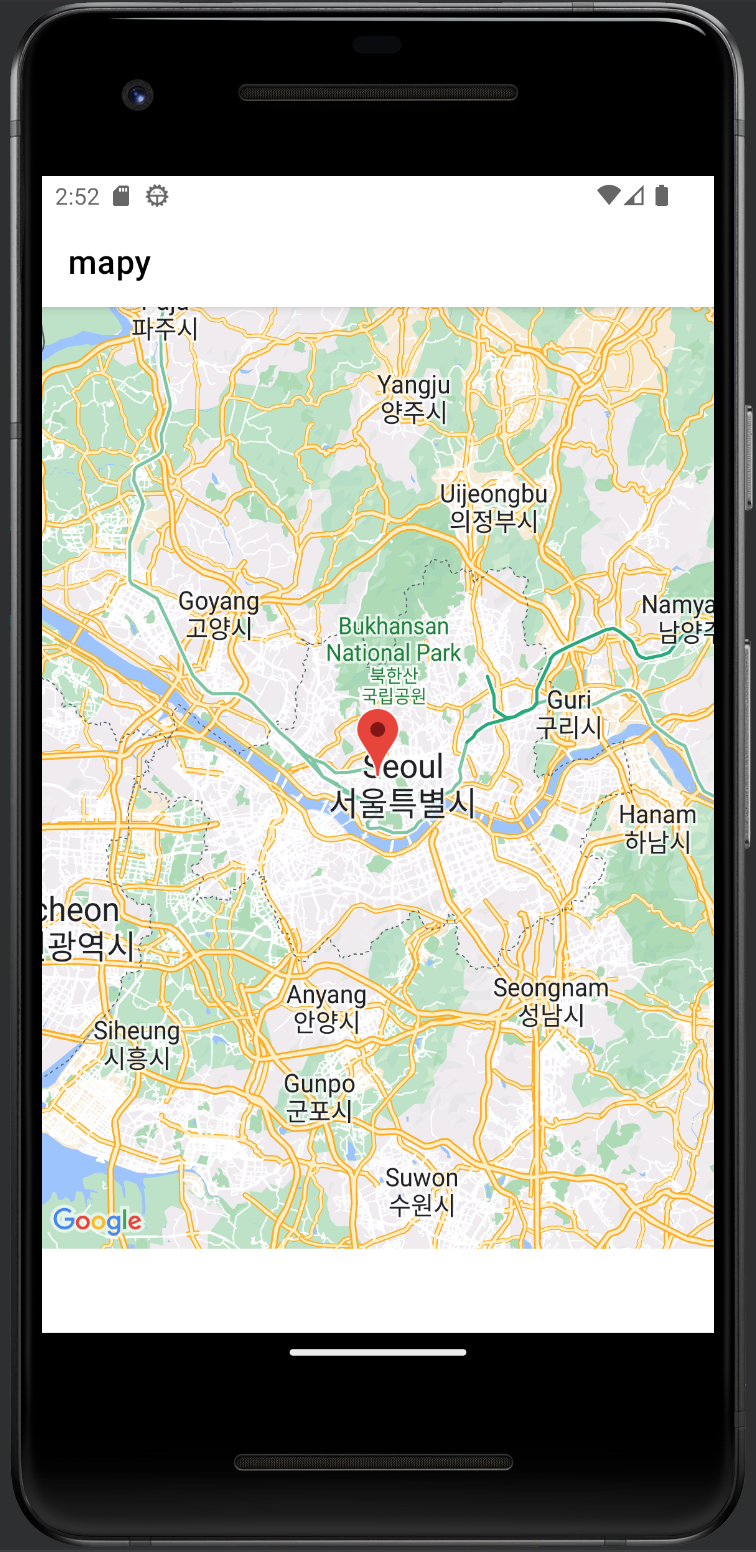 2:52
mapy
파주시
Yangju
양주시
Uijeongbu
의정부시
Goyang
고양시
Bukhansan
National Park
북한산
국립공원
Namya
남양주
Guri
구리시
Seoul
서울특별시
Hanam
하남시
cheon
광역시
Anyang
안양시
Seongnam
성남시
Siheung
시흥시
Gunpo
군포시
Suwon
수원시
Google